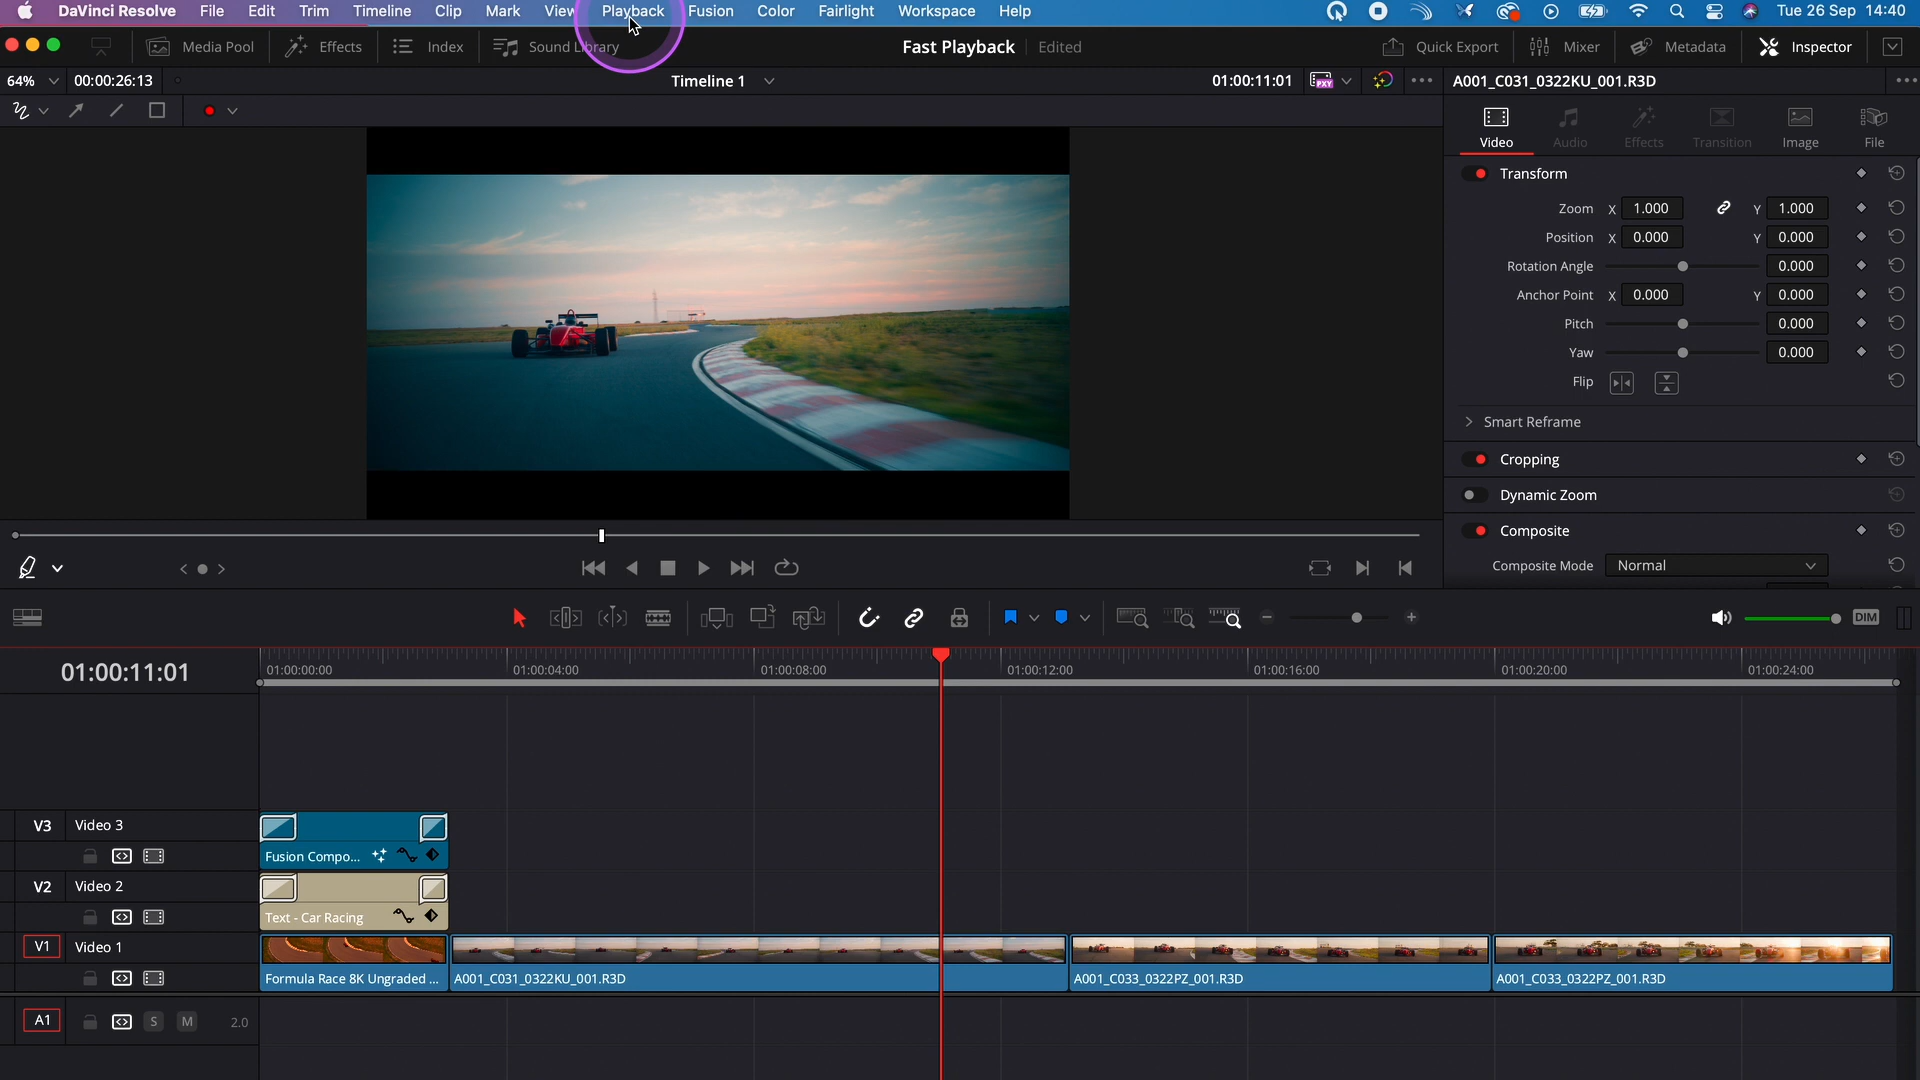 DaVinci Resolve File Edit Trim Timeline Clip Mark View Playback Fusion Color Fairlight Workspace Help Tue 26 Sep 14:40
Media Pool Effects Index Sound Library Fast Playback Edited Quick Export Mixer Metadata Inspector
64% 00:00:26:13 Timeline 1 01:00:11:01 PXY A001_C031_0322KU_001.R3D
Video Audio Effects Transition Image File
Transform
Zoom X 1.000 Y 1.000
Position X 0.000 Y 0.000
Rotation Angle 0.000
Anchor Point X 0.000 Y 0.000
Pitch 0.000
Yaw 0.000
Flip
Smart Reframe
Cropping
Dynamic Zoom
Composite
Composite Mode Normal
DIM
01:00:11:01 01:00:00:00 01:00:04:00 01:00:08:00 01:00:12:00 01:00:16:00 01:00:20:00 01:00:24:00
V3 Video 3
Fusion Compo...
V2 Video 2
Text - Car Racing
V1 Video 1
Formula Race 8K Ungraded ... A001_C031_0322KU_001.R3D A001_C033_0322PZ_001.R3D A001_C033_0322PZ_001.R3D
A1 S M 2.0